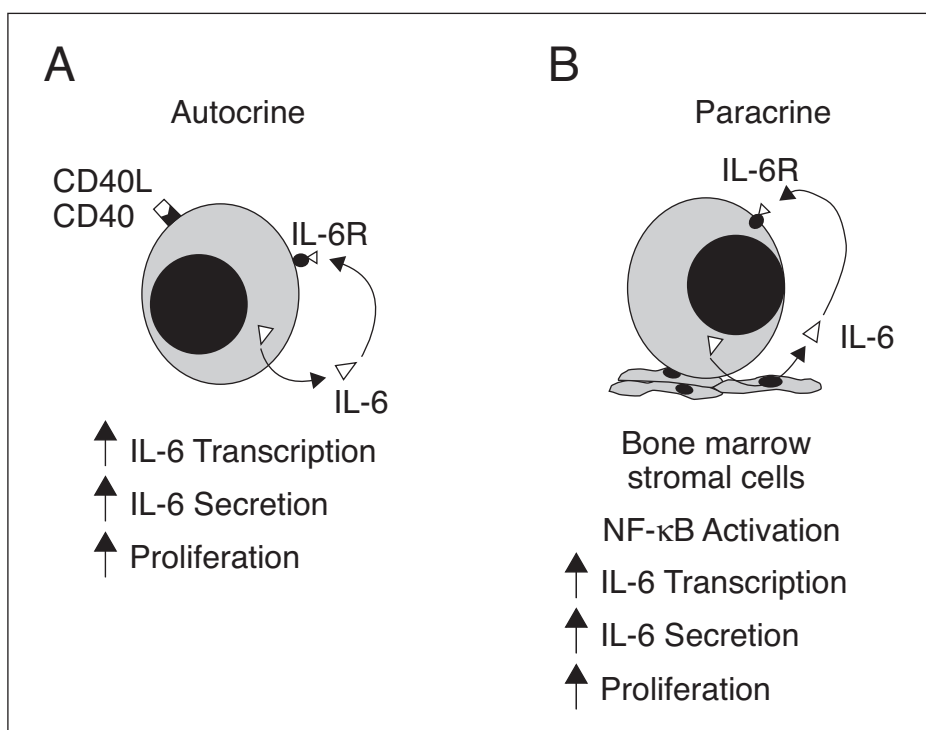 A
Autocrine
CD40L
CD40
IL-6R
IL-6
IL-6 Transcription
IL-6 Secretion
Proliferation
B
Paracrine
IL-6R
IL-6
Bone marrow
stromal cells
NF-κB Activation
IL-6 Transcription
IL-6 Secretion
Proliferation